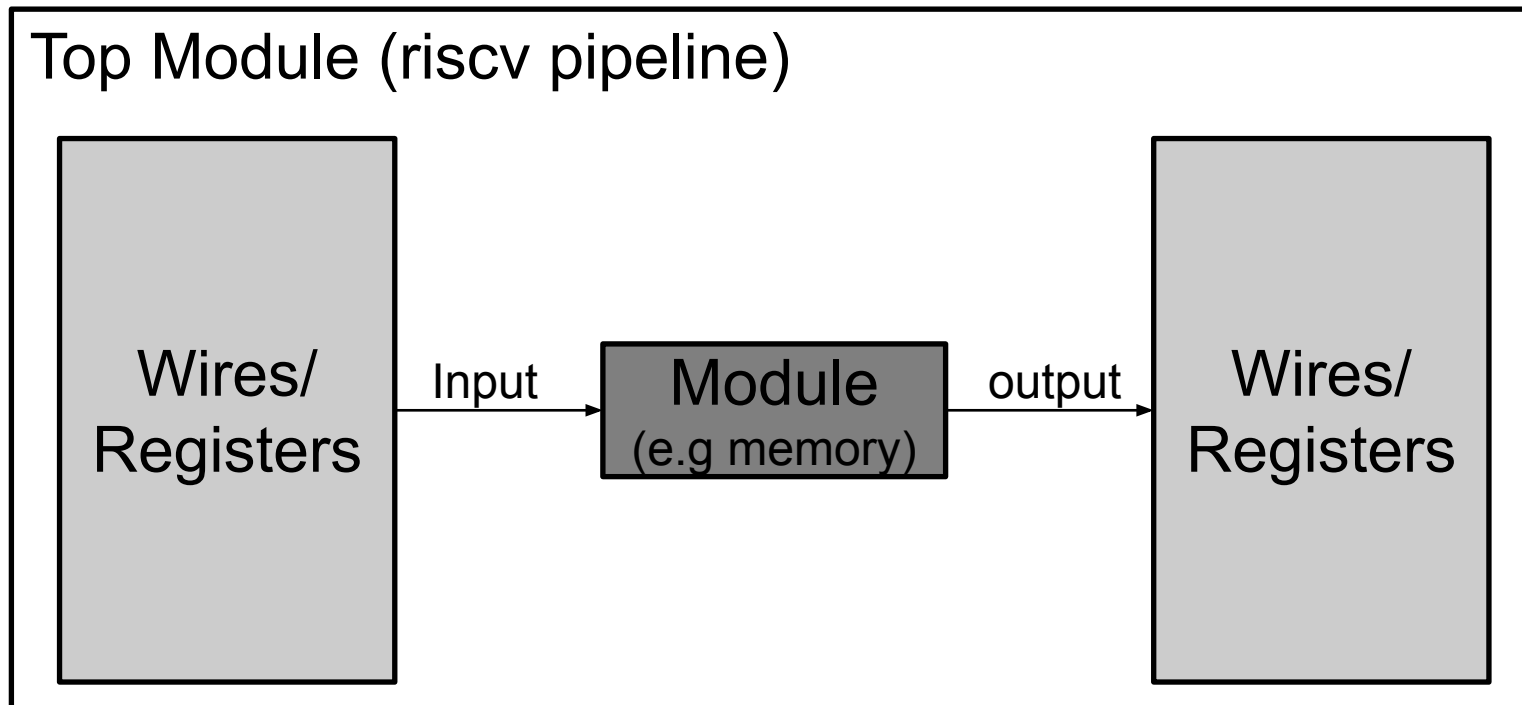 Top Module (riscv pipeline)
Wires/
Registers
Input
Module
(e.g memory)
output
Wires/
Registers